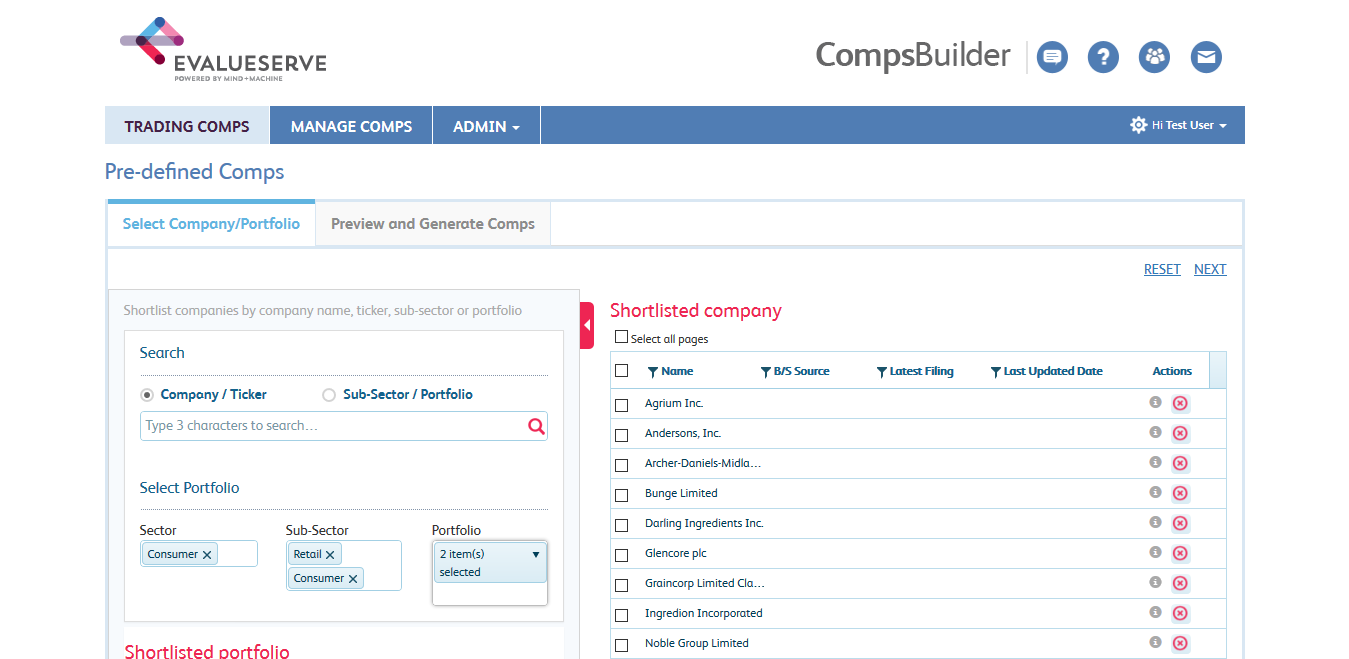 EVALUESERVE
POWERED BY MIND+MACHINE
CompsBuilder
?
TRADING COMPS
MANAGE COMPS
ADMIN
Hi Test User
Pre-defined Comps
Select Company/Portfolio
Preview and Generate Comps
RESET
NEXT
Shortlist companies by company name, ticker, sub-sector or portfolio
Search
Company / Ticker
Sub-Sector / Portfolio
Type 3 characters to search...
Select Portfolio
Sector
Sub-Sector
Portfolio
Consumer ×
Retail ×
Consumer ×
2 item(s)
selected
Shortlisted portfolio
Shortlisted company
Select all pages
Name
B/S Source
Latest Filing
Last Updated Date
Actions
Agrium Inc.
Andersons, Inc.
Archer-Daniels-Midla...
Bunge Limited
Darling Ingredients Inc.
Glencore plc
Graincorp Limited Cla...
Ingredion Incorporated
Noble Group Limited